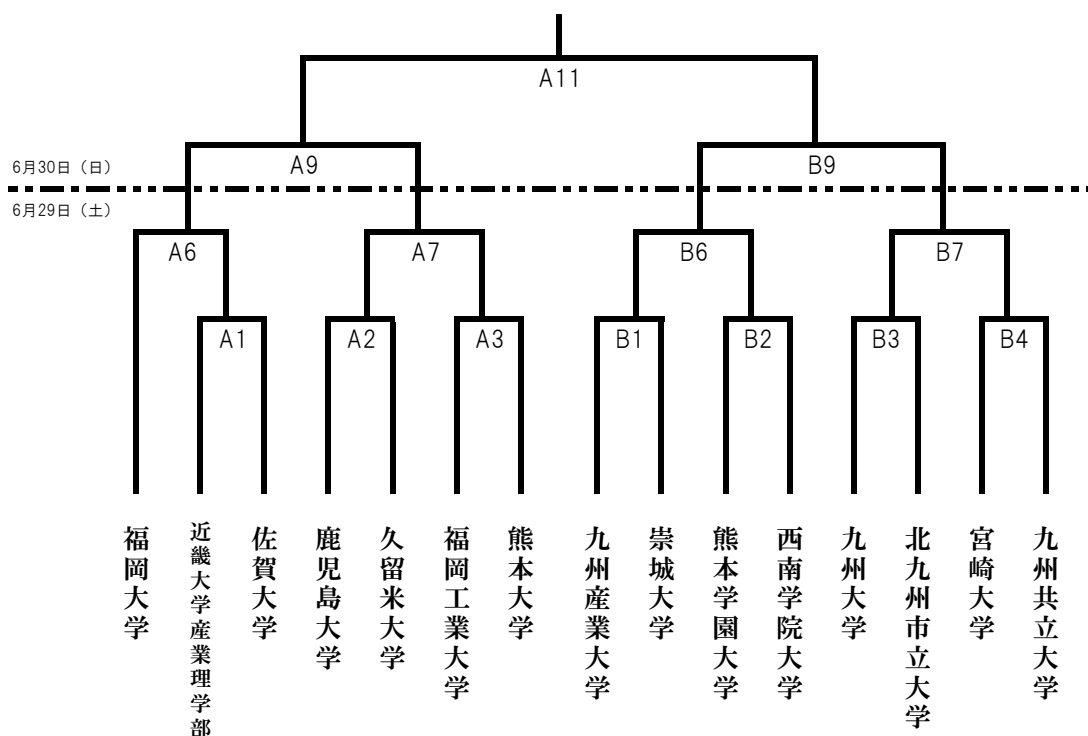 A11
6月30日（日）
A9
B9
6月29日（土）
A6
A7
B6
B7
A1
A2
A3
B1
B2
B3
B4
福岡大学
近畿大学産業理学部
佐賀大学
鹿児島大学
久留米大学
福岡工業大学
熊本大学
九州産業大学
崇城大学
熊本学園大学
西南学院大学
九州大学
北九州市立大学
宮崎大学
九州共立大学